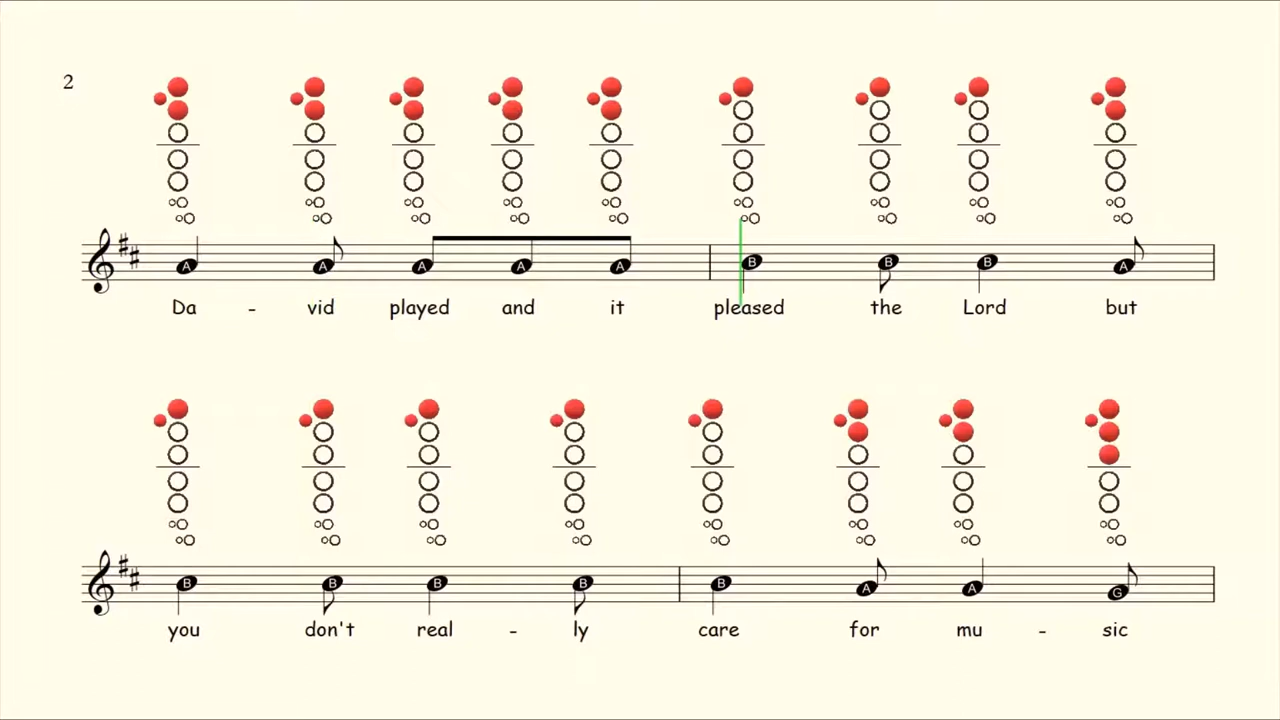 2
A A A A A B B B A
Da - vid played and it pleased the Lord but
B B B B B A A G
you don't real - ly care for mu - sic